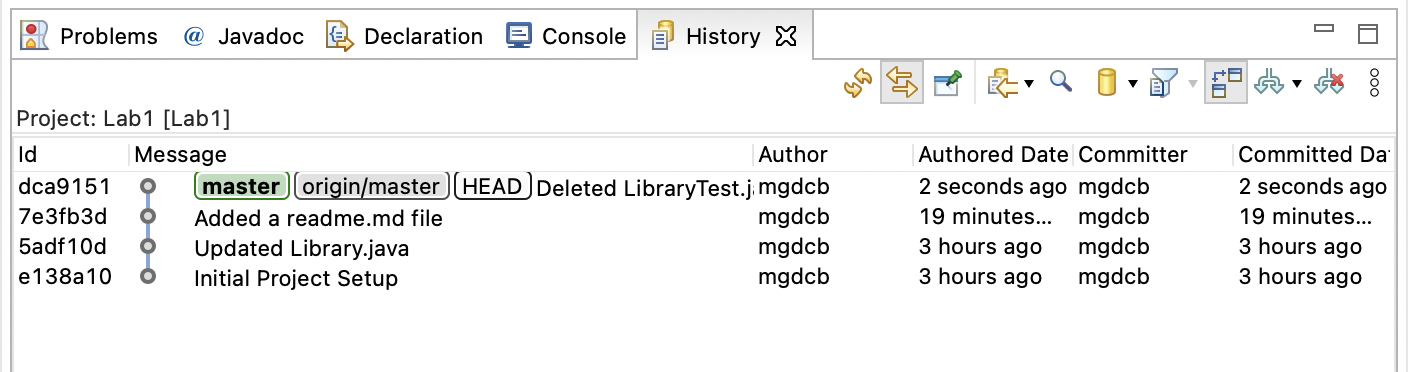 Problems @ Javadoc Declaration Console History
Project: Lab1 [Lab1]
Id Message Author Authored Date Committer Committed Da
dca9151 master origin/master HEAD Deleted LibraryTest.j mgdcb 2 seconds ago mgdcb 2 seconds ago
7e3fb3d Added a readme.md file mgdcb 19 minutes... mgdcb 19 minutes...
5adf10d Updated Library.java mgdcb 3 hours ago mgdcb 3 hours ago
e138a10 Initial Project Setup mgdcb 3 hours ago mgdcb 3 hours ago